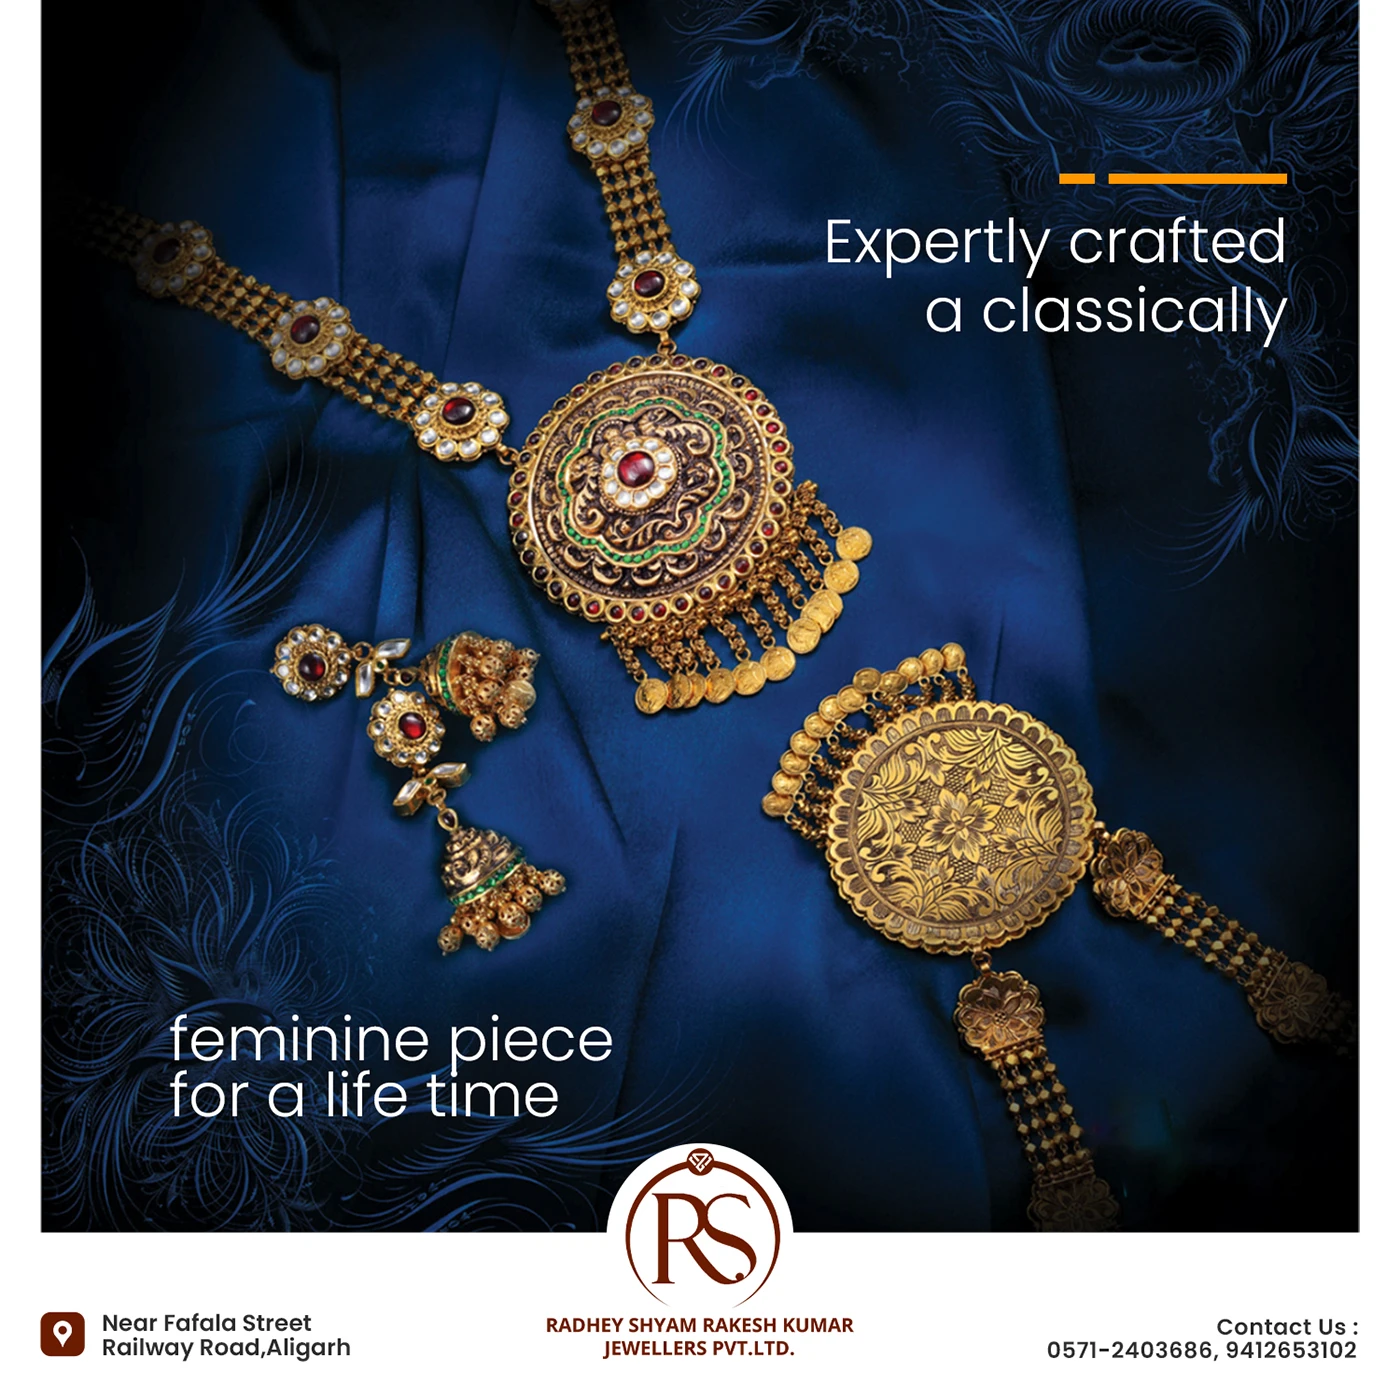 Expertly crafted
a classically
feminine piece
for a life time
RS
RADHEY SHYAM RAKESH KUMAR
JEWELLERS PVT.LTD.
Near Fafala Street
Railway Road,Aligarh
Contact Us :
0571-2403686, 9412653102